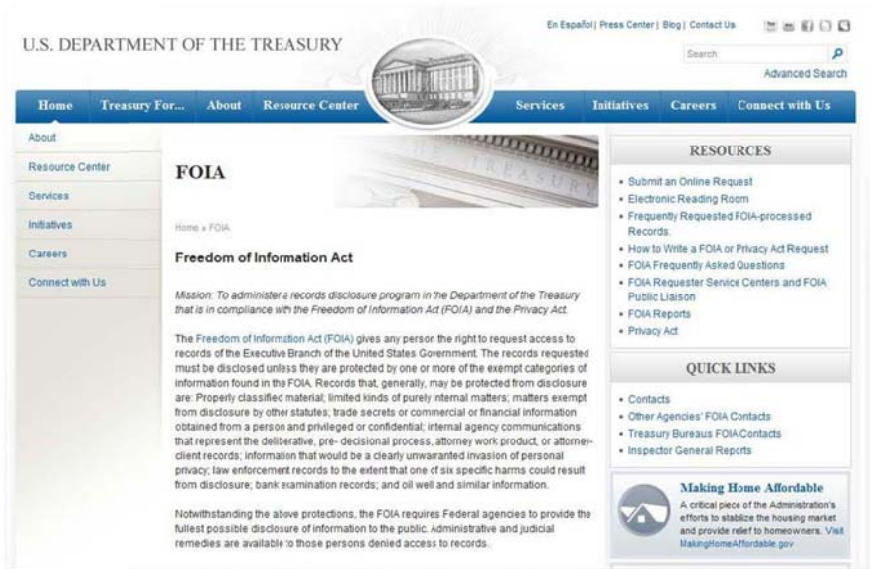 En Español | Press Center | Blog | Contact Us
U.S. DEPARTMENT OF THE TREASURY
Search
Advanced Search
Home Treasury For... About Resource Center Services Initiatives Careers Connect with Us
About
Resource Center
Services
Initiatives
Careers
Connect with Us
FOIA
TREASURY
Home » FOIA
Freedom of Information Act
Mission: To administer a records disclosure program in the Department of the Treasury
that is in compliance with the Freedom of Information Act (FOIA) and the Privacy Act.
The Freedom of Information Act (FOIA) gives any person the right to request access to
records of the Executive Branch of the United States Government. The records requested
must be disclosed unless they are protected by one or more of the exempt categories of
information found in the FOIA. Records that, generally, may be protected from disclosure
are: Properly classified material; limited kinds of purely internal matters; matters exempt
from disclosure by other statutes; trade secrets or commercial or financial information
obtained from a person and privileged or confidential; internal agency communications
that represent the deliberative, pre- decisional process, attorney work product, or attorney-
client records; information that would be a clearly unwarranted invasion of personal
privacy; law enforcement records to the extent that one of six specific harms could result
from disclosure; bank examination records; and oil well and similar information.
Notwithstanding the above protections, the FOIA requires Federal agencies to provide the
fullest possible disclosure of information to the public. Administrative and judicial
remedies are available to those persons denied access to records.
RESOURCES
Submit an Online Request
Electronic Reading Room
Frequently Requested FOIA-processed
Records.
How to Write a FOIA or Privacy Act Request
FOIA Frequently Asked Questions
FOIA Requester Service Centers and FOIA
Public Liaison
FOIA Reports
Privacy Act
QUICK LINKS
Contacts
Other Agencies' FOIA Contacts
Treasury Bureaus FOIA Contacts
Inspector General Reports
Making Home Affordable
A critical piece of the Administration's
efforts to stablize the housing market
and provide relief to homeowners. Visit
MakingHomeAffordable.gov